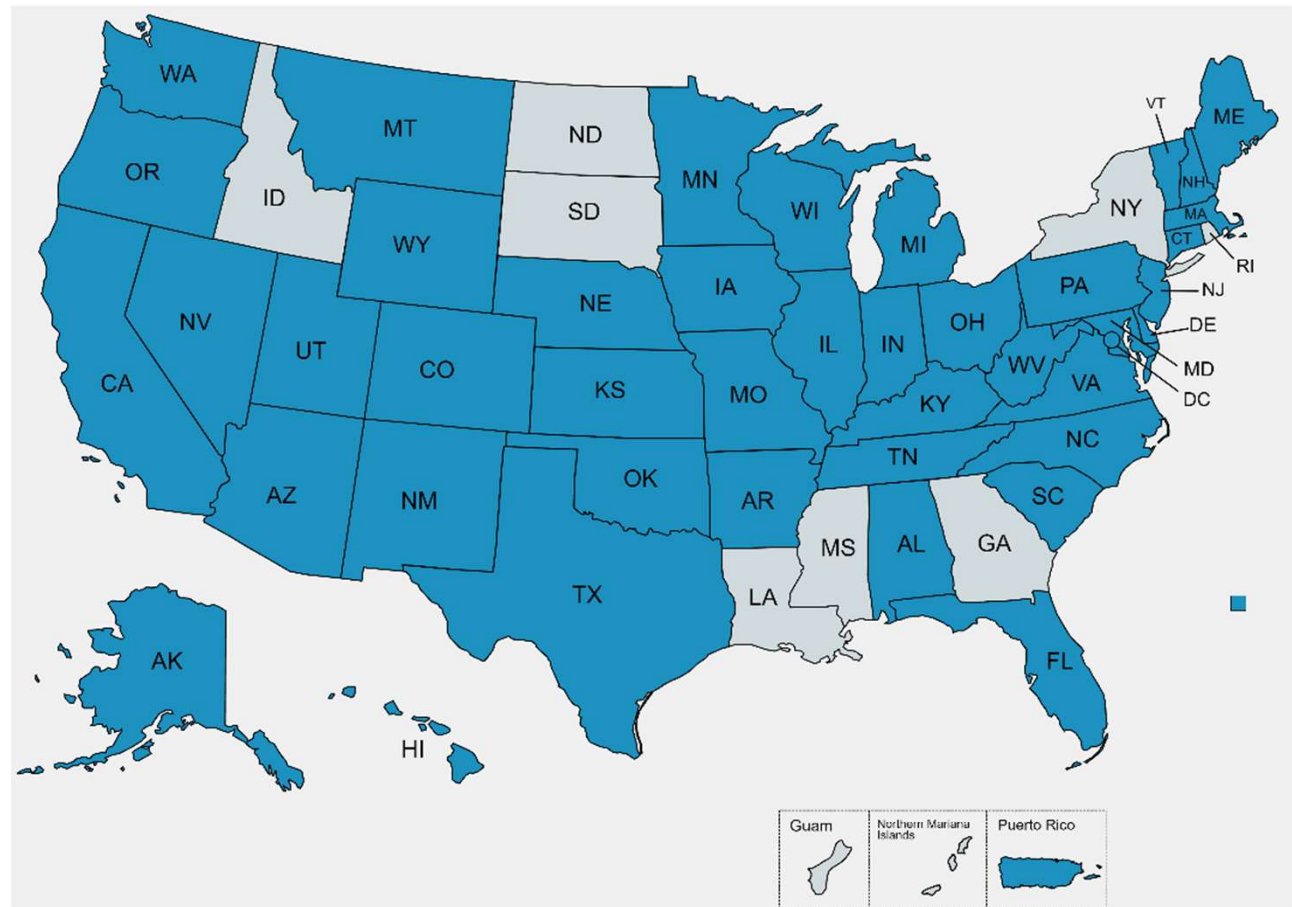 WA
MT
ND
MN
VT
ME
OR
ID
SD
WI
MI
NY
NH
MA
CT
RI
WY
NE
IA
PA
NJ
NV
UT
CO
IL
IN
OH
DE
MD
DC
CA
KS
MO
WV
VA
KY
NC
AZ
NM
OK
AR
TN
SC
TX
LA
MS
AL
GA
AK
FL
HI
Guam
Northern Mariana
Islands
Puerto Rico